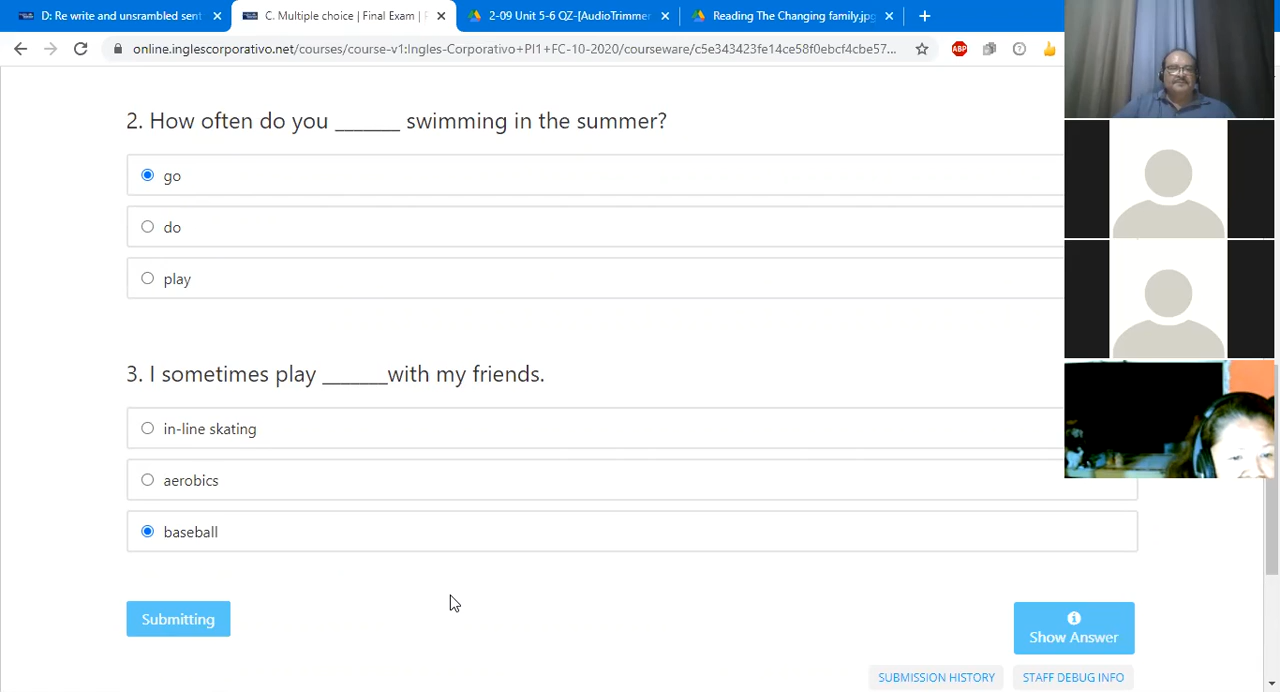 D: Re write and unsrambled sent
C. Multiple choice | Final Exam |
2-09 Unit 5-6 QZ-[AudioTrimmer
Reading The Changing family.jpg
online.inglescorporativo.net/courses/course-v1:Ingles-Corporativo+PI1+FC-10-2020/courseware/c5e343423fe14ce58f0ebcf4cbe57...
ABP
2. How often do you ______ swimming in the summer?
go
do
play
3. I sometimes play ______with my friends.
in-line skating
aerobics
baseball
Submitting
Show Answer
SUBMISSION HISTORY
STAFF DEBUG INFO